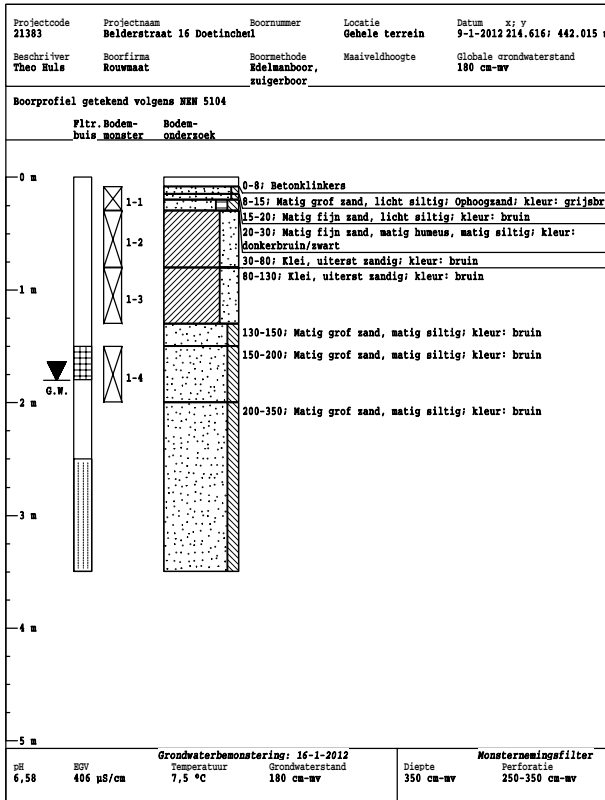 Projectcode Projectnaam Boornummer Locatie Datum x; y
21383 Belderstraat 16 Doetinchem 1 Gehele terrein 9-1-2012 214.616; 442.015
Beschrijver Boorfirma Boormethode Maaiveldhoogte Globale grondwaterstand
Theo Huls Rouwmaat Edelmanboor, zuigerboor 180 cm-mv
Boorprofiel getekend volgens NEN 5104
Fltr. Bodem- Bodem-
buis monster onderzoek
0 m
0-8; Betonklinkers
1-1
8-15; Matig grof zand, licht siltig; Ophoogzand; kleur: grijsbr
15-20; Matig fijn zand, licht siltig; kleur: bruin
20-30; Matig fijn zand, matig humeus, matig siltig; kleur:
donkerbruin/zwart
1-2
30-80; Klei, uiterst zandig; kleur: bruin
80-130; Klei, uiterst zandig; kleur: bruin
1 m
1-3
130-150; Matig grof zand, matig siltig; kleur: bruin
150-200; Matig grof zand, matig siltig; kleur: bruin
1-4
G.W.
2 m
200-350; Matig grof zand, matig siltig; kleur: bruin
3 m
4 m
5 m
Grondwaterbemonstering: 16-1-2012 Monsternemingsfilter
pH EGV Temperatuur Grondwaterstand Diepte Perforatie
6,58 406 µS/cm 7,5 ºC 180 cm-mv 350 cm-mv 250-350 cm-mv